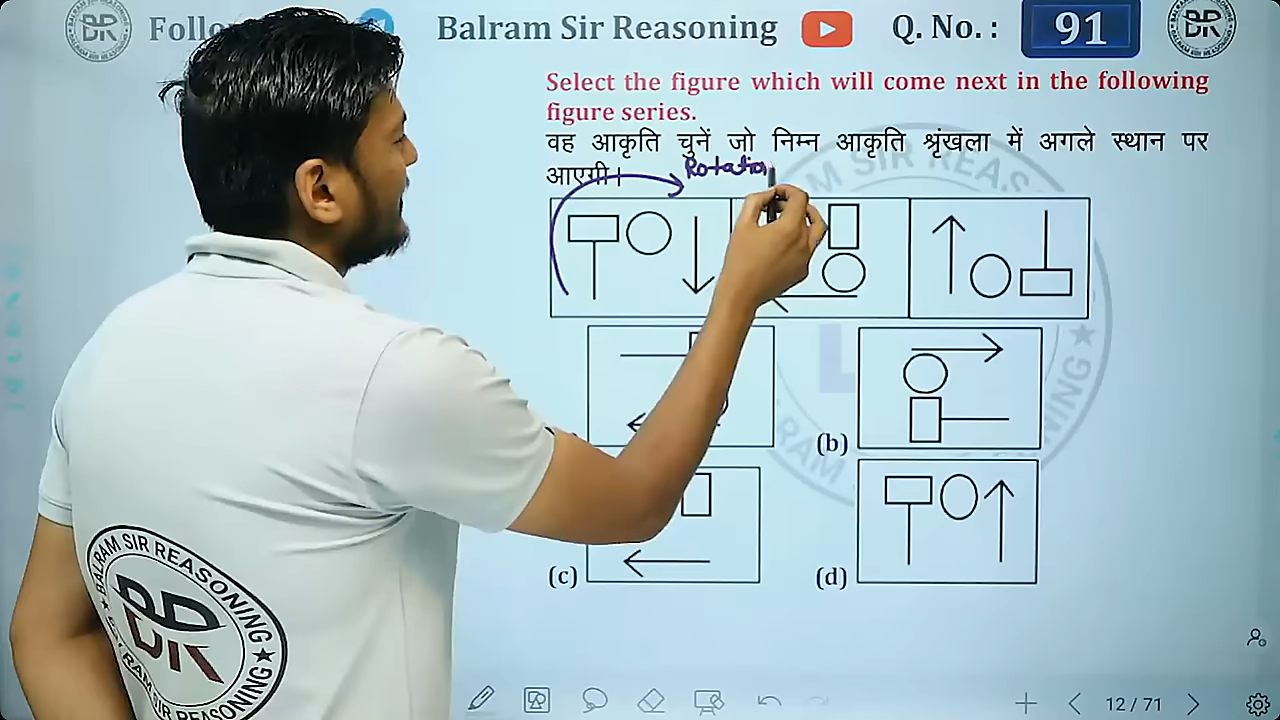 Balram Sir Reasoning
Q. No. :
91
Select the figure which will come next in the following
figure series.
वह आकृति चुनें जो निम्न आकृति श्रृंखला में अगले स्थान पर
आएगी।
Rotation
(b)
(c)
(d)
12 / 71
BALRAM SIR REASONING
BR